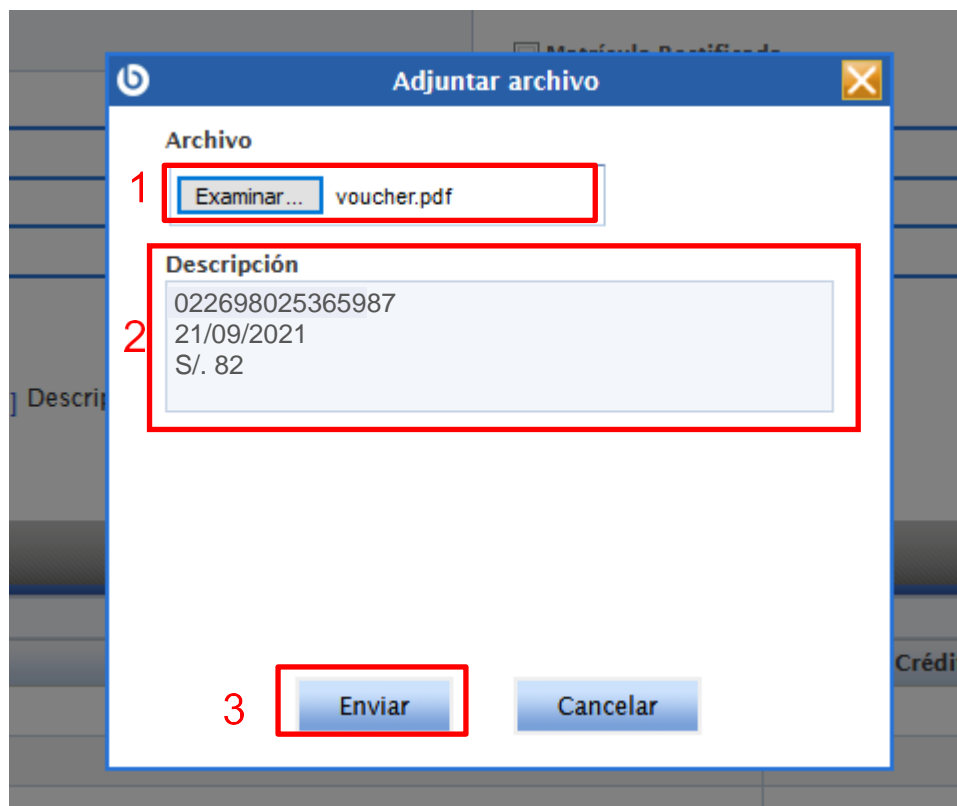 Matrícula Rectificada
Adjuntar archivo
Archivo
1
Examinar... voucher.pdf
Descripción
022698025365987
2
21/09/2021
S/. 82
Descrip
Crédi
3
Enviar
Cancelar